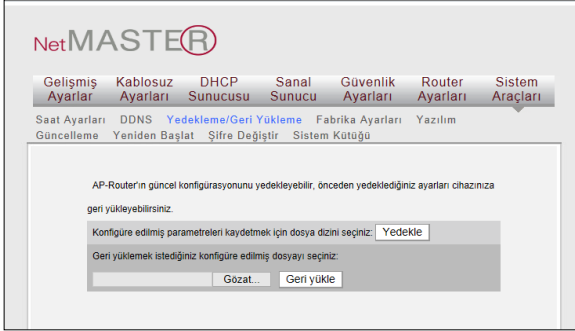 NetMASTER
Gelişmiş Ayarlar Kablosuz Ayarları DHCP Sunucusu Sanal Sunucu Güvenlik Ayarları Router Ayarları Sistem Araçları
Saat Ayarları DDNS Yedekleme/Geri Yükleme Fabrika Ayarları Yazılım
Güncelleme Yeniden Başlat Şifre Değiştir Sistem Kütüğü
AP-Router'ın güncel konfigürasyonunu yedekleyebilir, önceden yedeklediğiniz ayarları cihazınıza
geri yükleyebilirsiniz.
Konfigüre edilmiş parametreleri kaydetmek için dosya dizini seçiniz: Yedekle
Geri yüklemek istediğiniz konfigüre edilmiş dosyayı seçiniz:
Gözat... Geri yükle